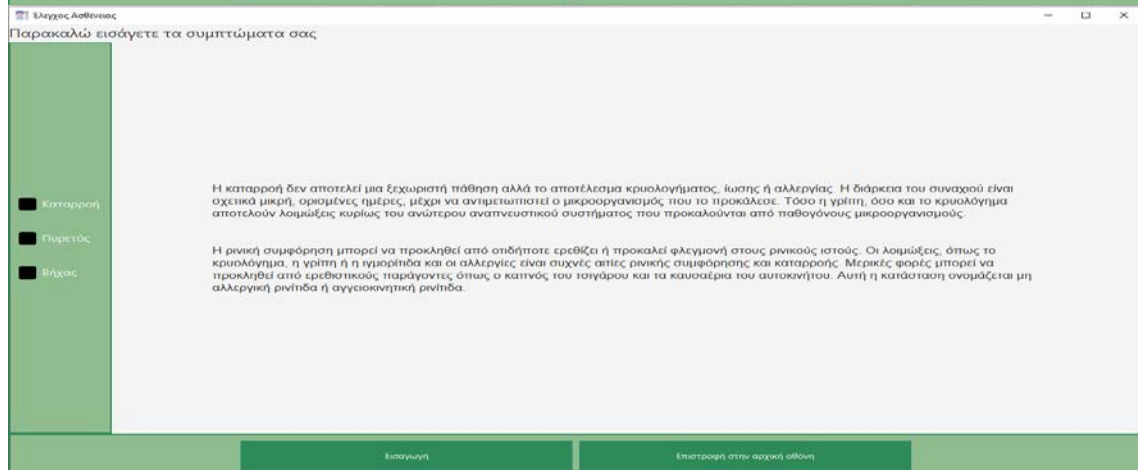 Έλεγχος Ασθένειας
Παρακαλώ εισάγετε τα συμπτώματα σας
Καταρροή
Πυρετός
Βήχας
Η καταρροή δεν αποτελεί μια ξεχωριστή πάθηση αλλά το αποτέλεσμα κρυολογήματος, ίωσης ή αλλεργίας. Η διάρκεια του συναχιού είναι
σχετικά μικρή, ορισμένες ημέρες, μέχρι να αντιμετωπιστεί ο μικροοργανισμός που το προκάλεσε. Τόσο η γρίπη, όσο και το κρυολόγημα
αποτελούν λοιμώξεις κυρίως του ανώτερου αναπνευστικού συστήματος που προκαλούνται από παθογόνους μικροοργανισμούς.
Η ρινική συμφόρηση μπορεί να προκληθεί από οτιδήποτε ερεθίζει ή προκαλεί φλεγμονή στους ρινικούς ιστούς. Οι λοιμώξεις, όπως το
κρυολόγημα, η γρίπη ή η ιγμορίτιδα και οι αλλεργίες είναι συχνές αιτίες ρινικής συμφόρησης και καταρροής. Μερικές φορές μπορεί να
προκληθεί από ερεθιστικούς παράγοντες όπως ο καπνός του τσιγάρου και τα καυσαέρια του αυτοκινήτου. Αυτή η κατάσταση ονομάζεται μη
αλλεργική ρινίτιδα ή αγγειοκινητική ρινίτιδα.
Εισαγωγή
Επιστροφή στην αρχική οθόνη